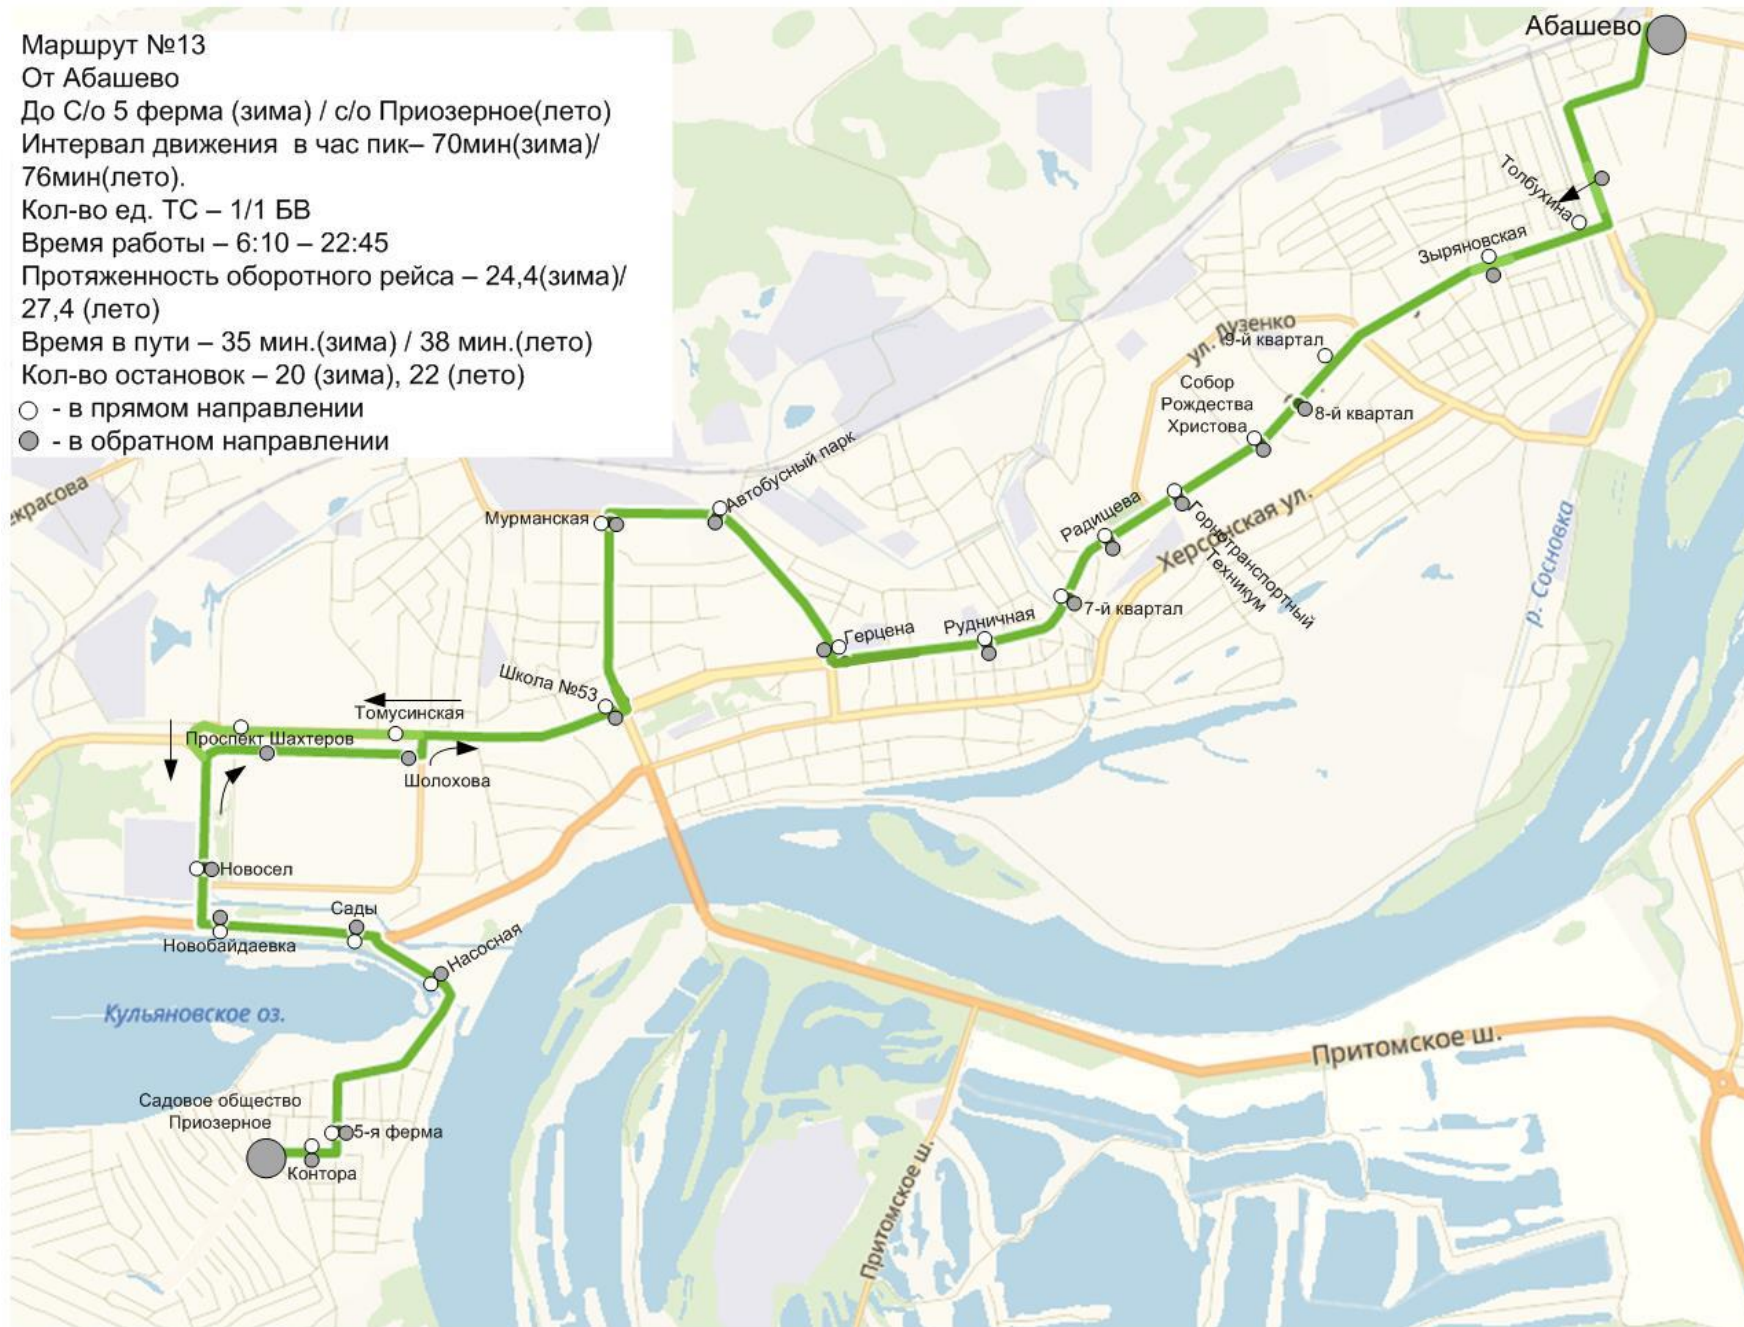 Маршрут №13
От Абашево
До С/о 5 ферма (зима) / с/о Приозерное(лето)
Интервал движения в час пик– 70мин(зима)/
76мин(лето).
Кол-во ед. ТС – 1/1 БВ
Время работы – 6:10 – 22:45
Протяженность оборотного рейса – 24,4(зима)/
27,4 (лето)
Время в пути – 35 мин.(зима) / 38 мин.(лето)
Кол-во остановок – 20 (зима), 22 (лето)
- в прямом направлении
- в обратном направлении
Абашево
Толбухина
Зыряновская
ул. Дузенко
9-й квартал
8-й квартал
Собор
Рождества
Христова
Горнотранспортный
Техникум
Радищева
Херсонская ул.
р. Сосновка
7-й квартал
Рудничная
Герцена
Автобусный парк
Мурманская
екрасова
Школа №53
Томусинская
Проспект Шахтеров
Шолохова
Новосел
Новобайдаевка
Сады
Насосная
Кульяновское оз.
Садовое общество
Приозерное
5-я ферма
Контора
Притомское ш.
Притомское ш.